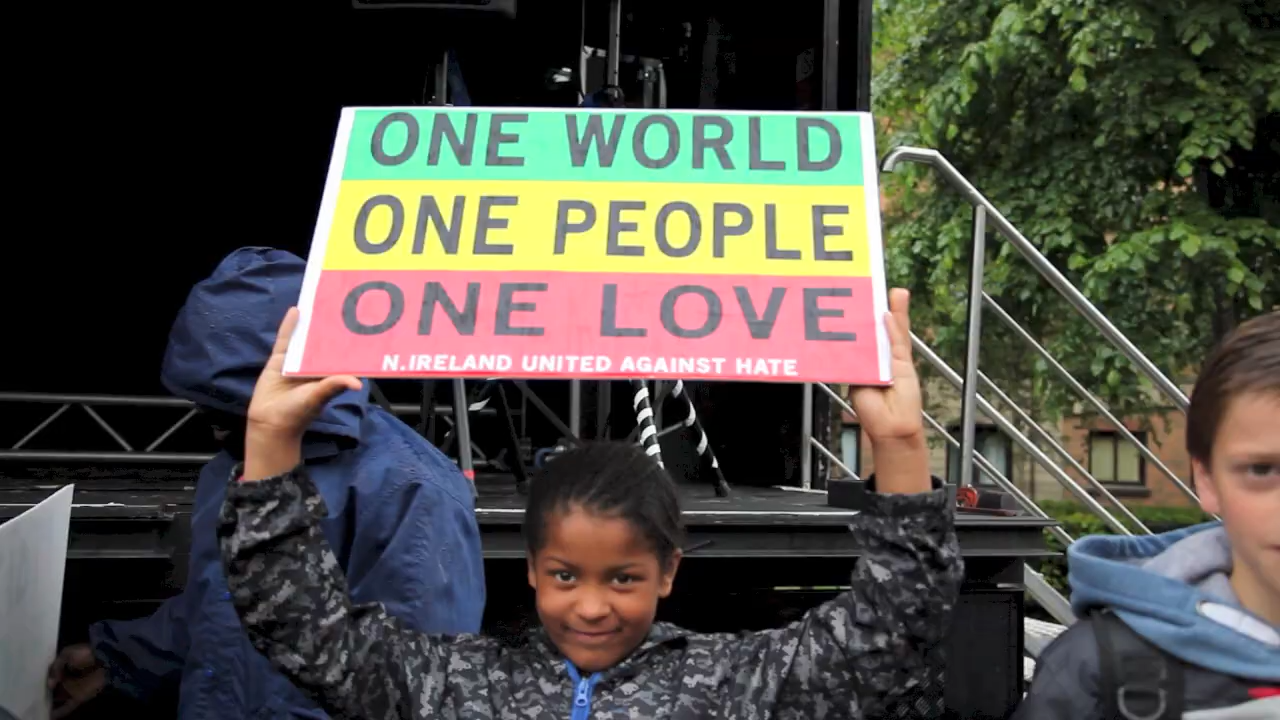 ONE WORLD
ONE PEOPLE
ONE LOVE
N.IRELAND UNITED AGAINST HATE